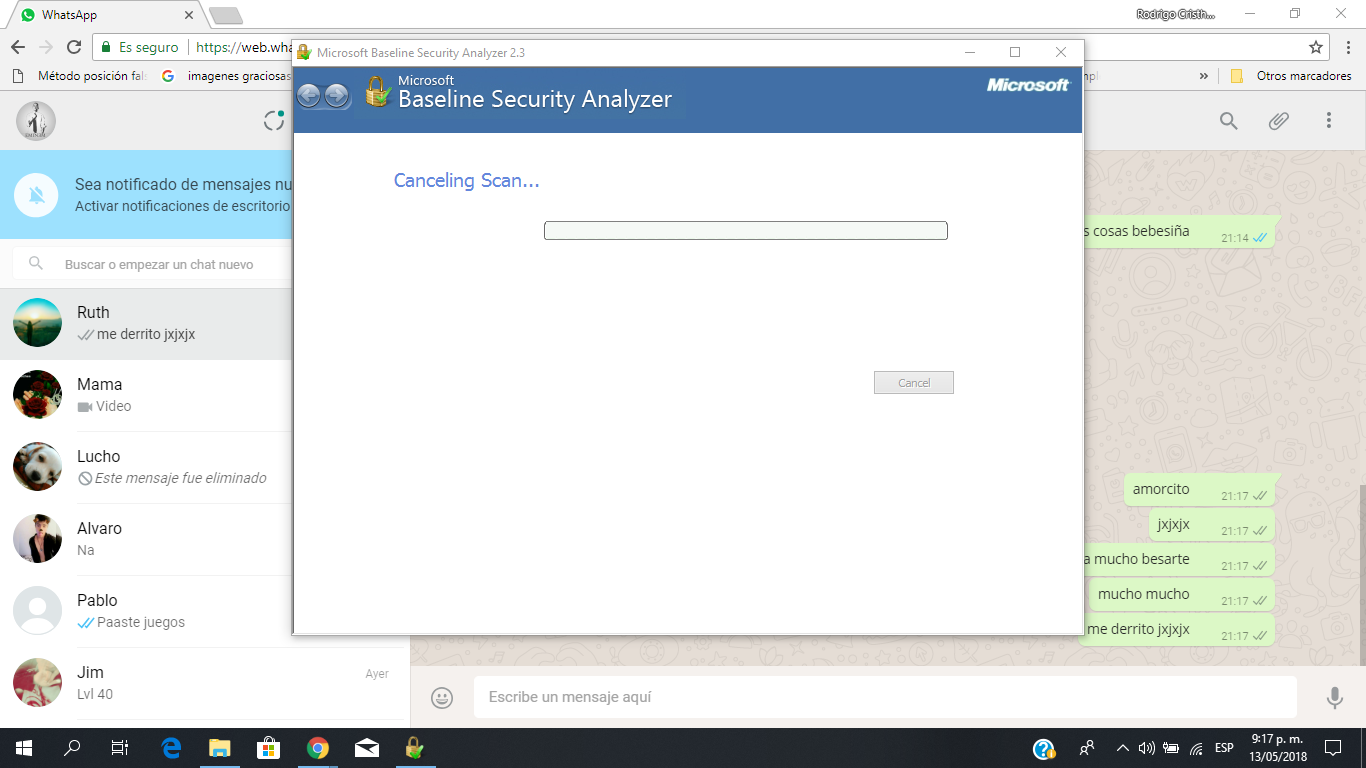 WhatsApp
Rodrigo Cristh...
Es seguro
https://web.wha
Método posición fal
imagenes graciosas
»
Otros marcadores
Microsoft Baseline Security Analyzer 2.3
Microsoft
Baseline Security Analyzer
Microsoft
Canceling Scan...
Cancel
Sea notificado de mensajes nu
Activar notificaciones de escritorio
Buscar o empezar un chat nuevo
Ruth
me derrito jxjxjx
Mama
Video
Lucho
Este mensaje fue eliminado
Alvaro
Na
Pablo
Paaste juegos
Jim
Ayer
Lvl 40
s cosas bebesiña
21:14
amorcito
21:17
jxjxjx
21:17
a mucho besarte
21:17
mucho mucho
21:17
me derrito jxjxjx
21:17
Escribe un mensaje aquí
ESP
9:17 p. m.
13/05/2018